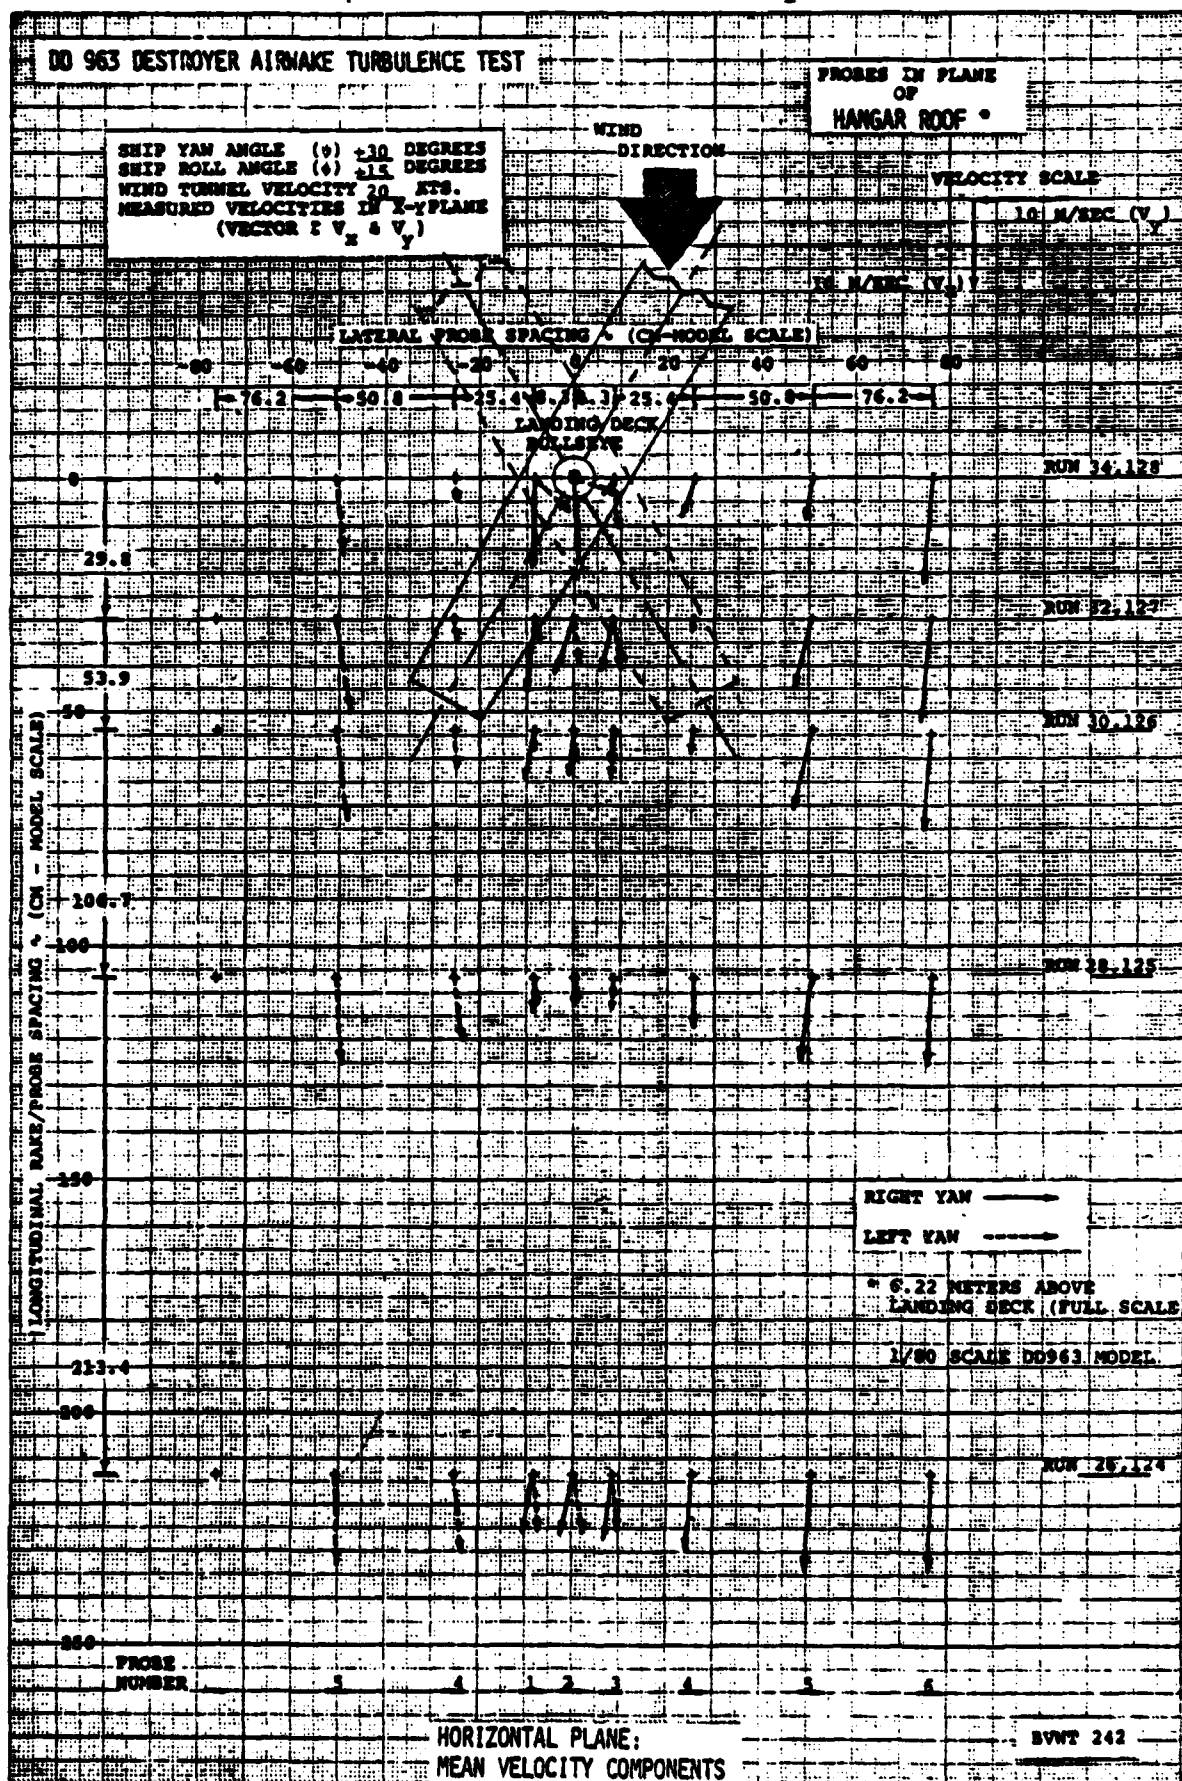 DD 963 DESTROYER AIRWAKE TURBULENCE TEST
PROBES IN PLANE
OF
HANGAR ROOF *
WIND
DIRECTION
SHIP YAW ANGLE (ψ) ±30 DEGREES
SHIP ROLL ANGLE (φ) ±15 DEGREES
WIND TUNNEL VELOCITY 20 KTS.
MEASURED VELOCITIES IN X-Y PLANE
(VECTOR Σ Vx & Vy)
VELOCITY SCALE
10 M/SEC (Vy)
10 M/SEC
LATERAL PROBE SPACING ~ (CM-MODEL SCALE)
-80 -60 -40 -20 0 20 40 60 80
76.2 50.8 25.4 8.3 8.3 25.4 50.8 76.2
LANDING DECK
BULLSEYE
0
RUN 34,128
29.8
RUN 32,127
53.9
50
RUN 30,126
LONGITUDINAL RAKE/PROBE SPACING ~ (CM - MODEL SCALE)
106.7
100
RUN 28,125
150
RIGHT YAW
LEFT YAW
* 6.22 METERS ABOVE
LANDING DECK (FULL SCALE
1/80 SCALE DD963 MODEL
213.4
200
RUN 26,124
250
PROBE
NUMBER 5 4 1 2 3 4 5 6
HORIZONTAL PLANE:
MEAN VELOCITY COMPONENTS
BVWT 242